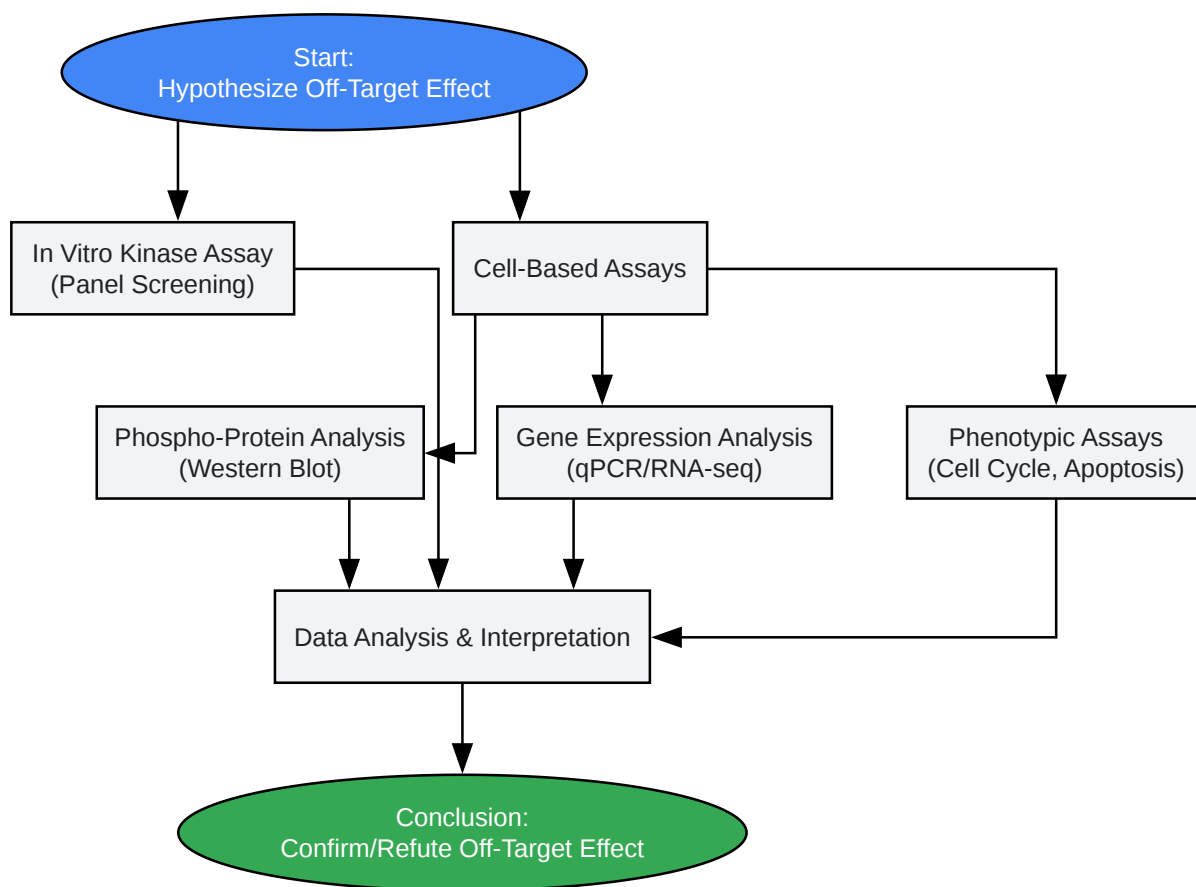 Start:
Hypothesize Off-Target Effect
In Vitro Kinase Assay
(Panel Screening)
Cell-Based Assays
Phospho-Protein Analysis
(Western Blot)
Gene Expression Analysis
(qPCR/RNA-seq)
Phenotypic Assays
(Cell Cycle, Apoptosis)
Data Analysis & Interpretation
Conclusion:
Confirm/Refute Off-Target Effect